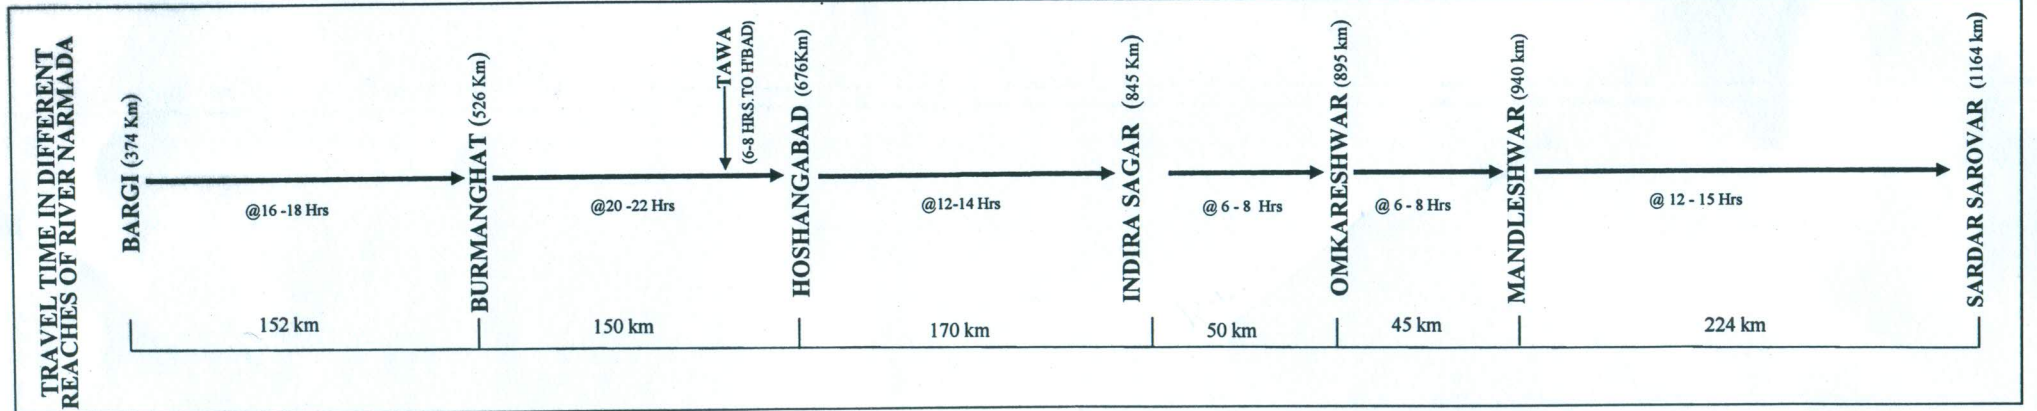 TRAVEL TIME IN DIFFERENT
REACHES OF RIVER NARMADA
BARGI (374 Km)
@16 -18 Hrs
BURMANGHAT (526 Km)
@20 -22 Hrs
TAWA
(6-8 HRS.TO H'BAD)
HOSHANGABAD (676Km)
@12-14 Hrs
INDIRA SAGAR (845 Km)
@ 6 - 8 Hrs
OMKARESHWAR (895 km)
@ 6 - 8 Hrs
MANDLESHWAR (940 km)
@ 12 - 15 Hrs
SARDAR SAROVAR (1164 km)
152 km
150 km
170 km
50 km
45 km
224 km